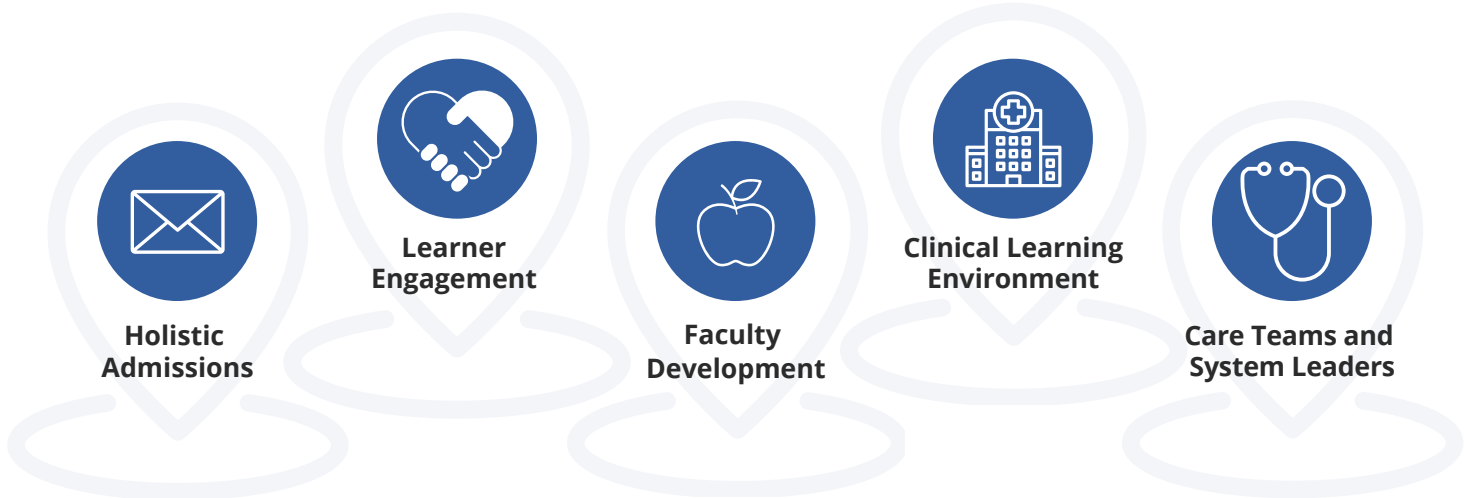 Holistic
Admissions
Learner
Engagement
Faculty
Development
Clinical Learning
Environment
Care Teams and
System Leaders